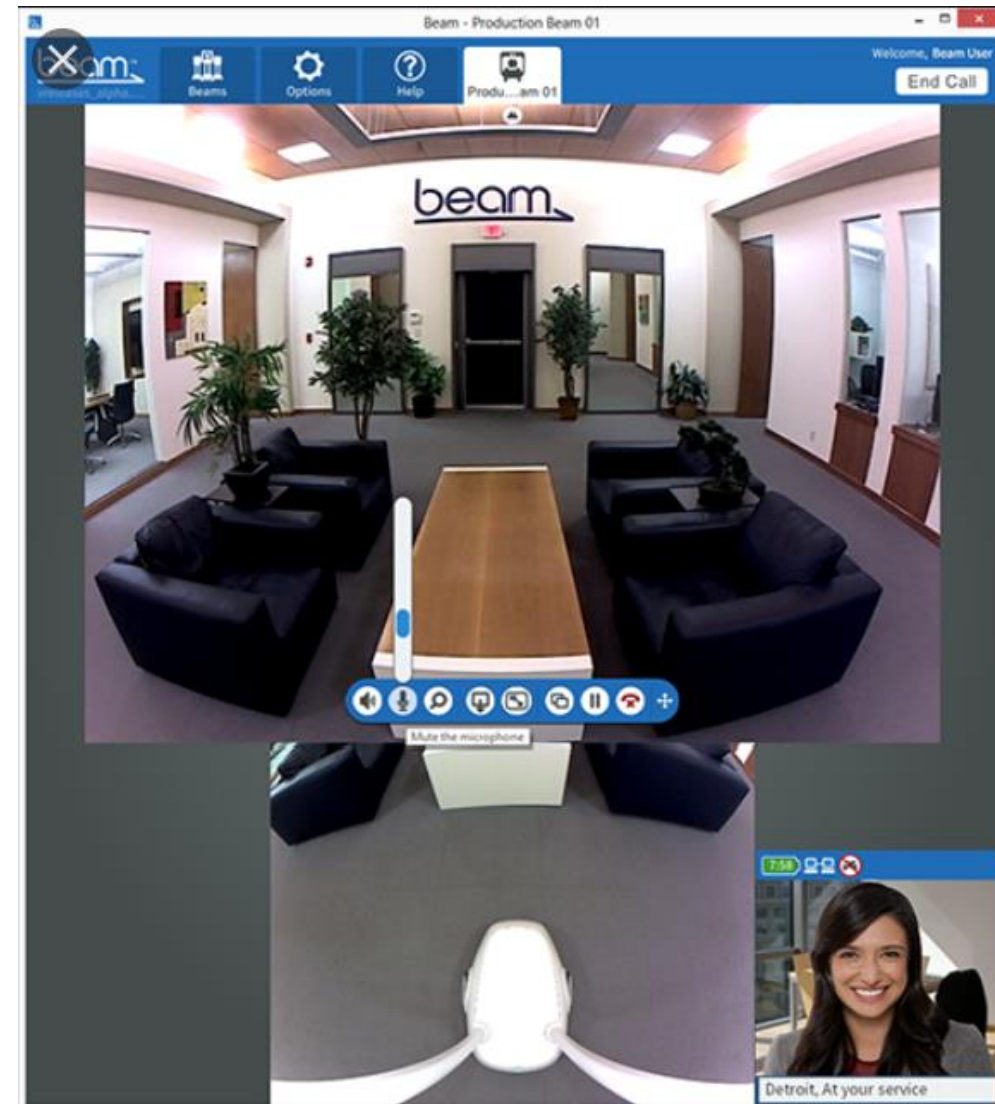 Beam - Production Beam 01
Welcome, Beam User
Beams
Options
Help
Produ....am 01
End Call
beam
Mute the microphone
7:58
Detroit, At your service